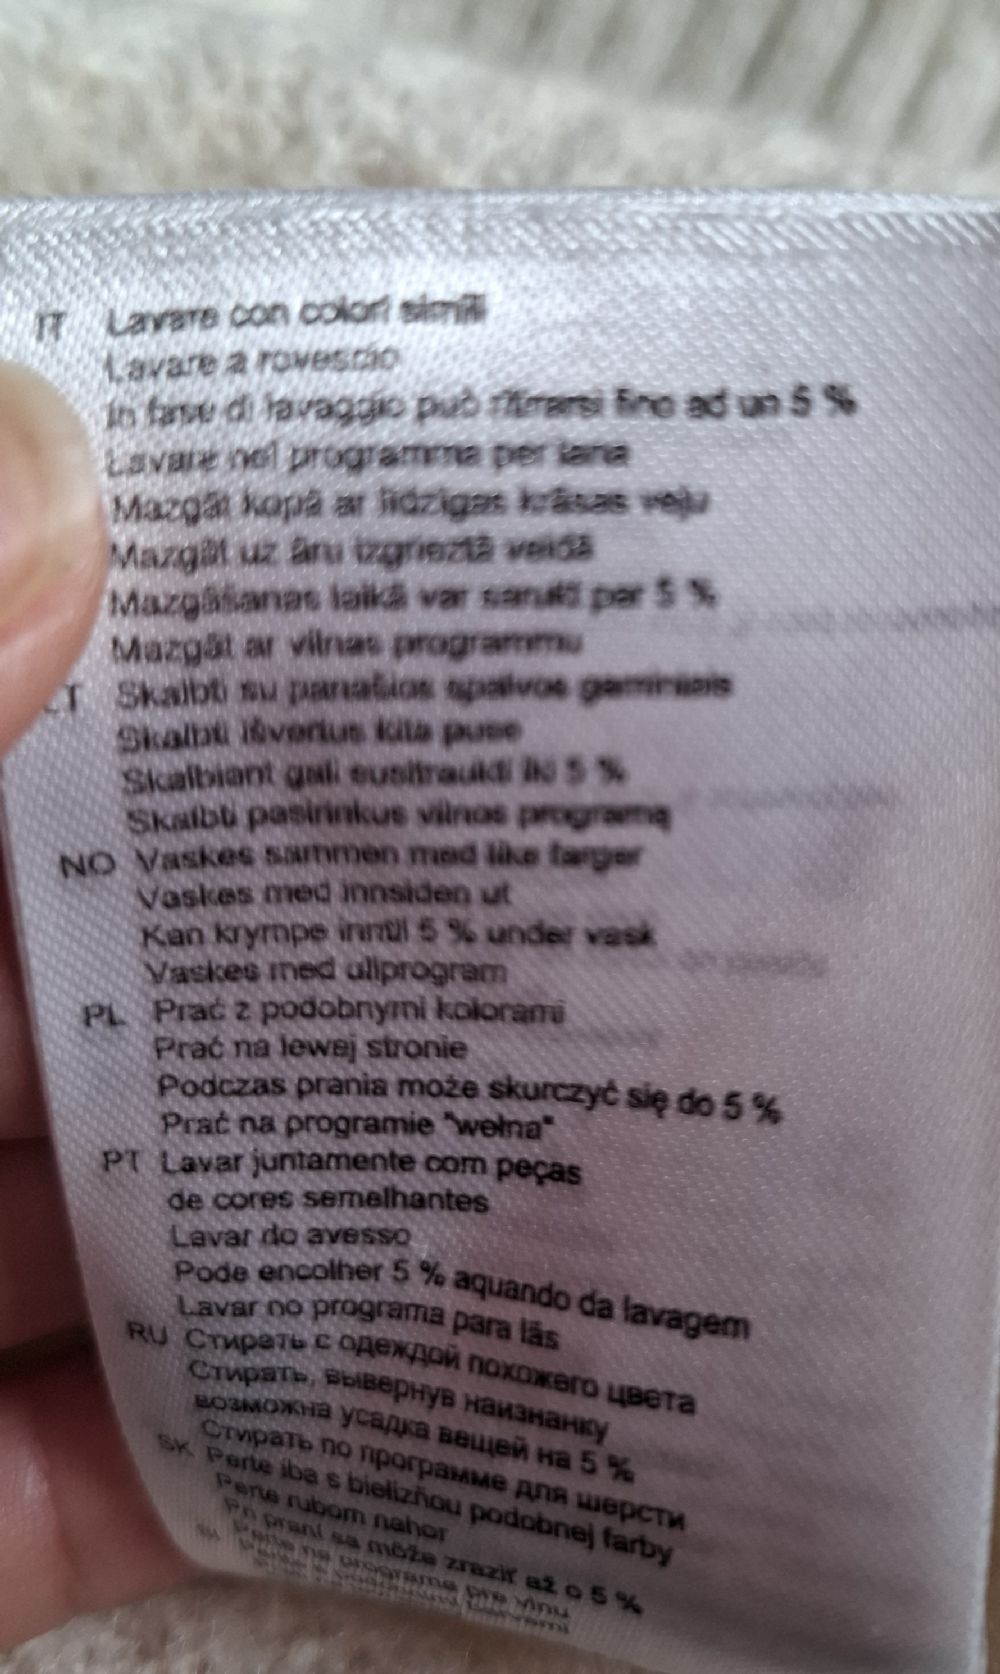 IT Lavare con colori simili
Lavare a rovescio
In fase di lavaggio può ritirarsi fino ad un 5 %
Lavare nel programma per lana
Mazgāt kopā ar līdzīgas krāsas veļu
Mazgāt uz āru izgrieztā veidā
Mazgāšanas laikā var sarukt par 5 %
Mazgāt ar vilnas programmu
LT Skalbti su panašios spalvos gaminiais
Skalbti išvertus kita puse
Skalbiant gali susitraukti iki 5 %
Skalbti pasirinkus vilnos programą
NO Vaskes sammen med like farger
Vaskes med innsiden ut
Kan krympe inntil 5 % under vask
Vaskes med ullprogram
PL Prać z podobnymi kolorami
Prać na lewej stronie
Podczas prania może skurczyć się do 5 %
Prać na programie "wełna"
PT Lavar juntamente com peças
de cores semelhantes
Lavar do avesso
Pode encolher 5 % aquando da lavagem
Lavar no programa para lãs
RU Стирать с одеждой похожего цвета
Стирать, вывернув наизнанку
возможна усадка вещей на 5 %
Стирать по программе для шерсти
SK Perte iba s bielizňou podobnej farby
Perte rubom nahor
Pri praní sa môže zraziť až o 5 %
Perte na programe pre vlnu
SI